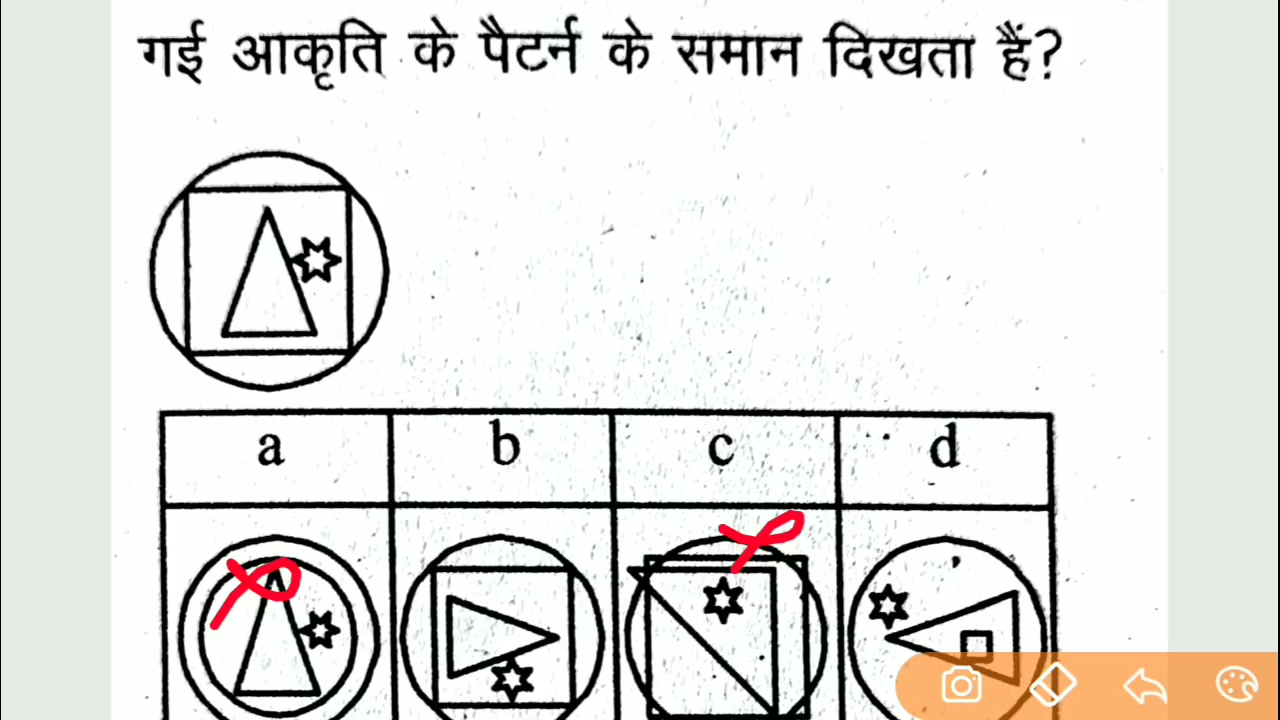 गई आकृति के पैटर्न के समान दिखता हैं?
a b c d